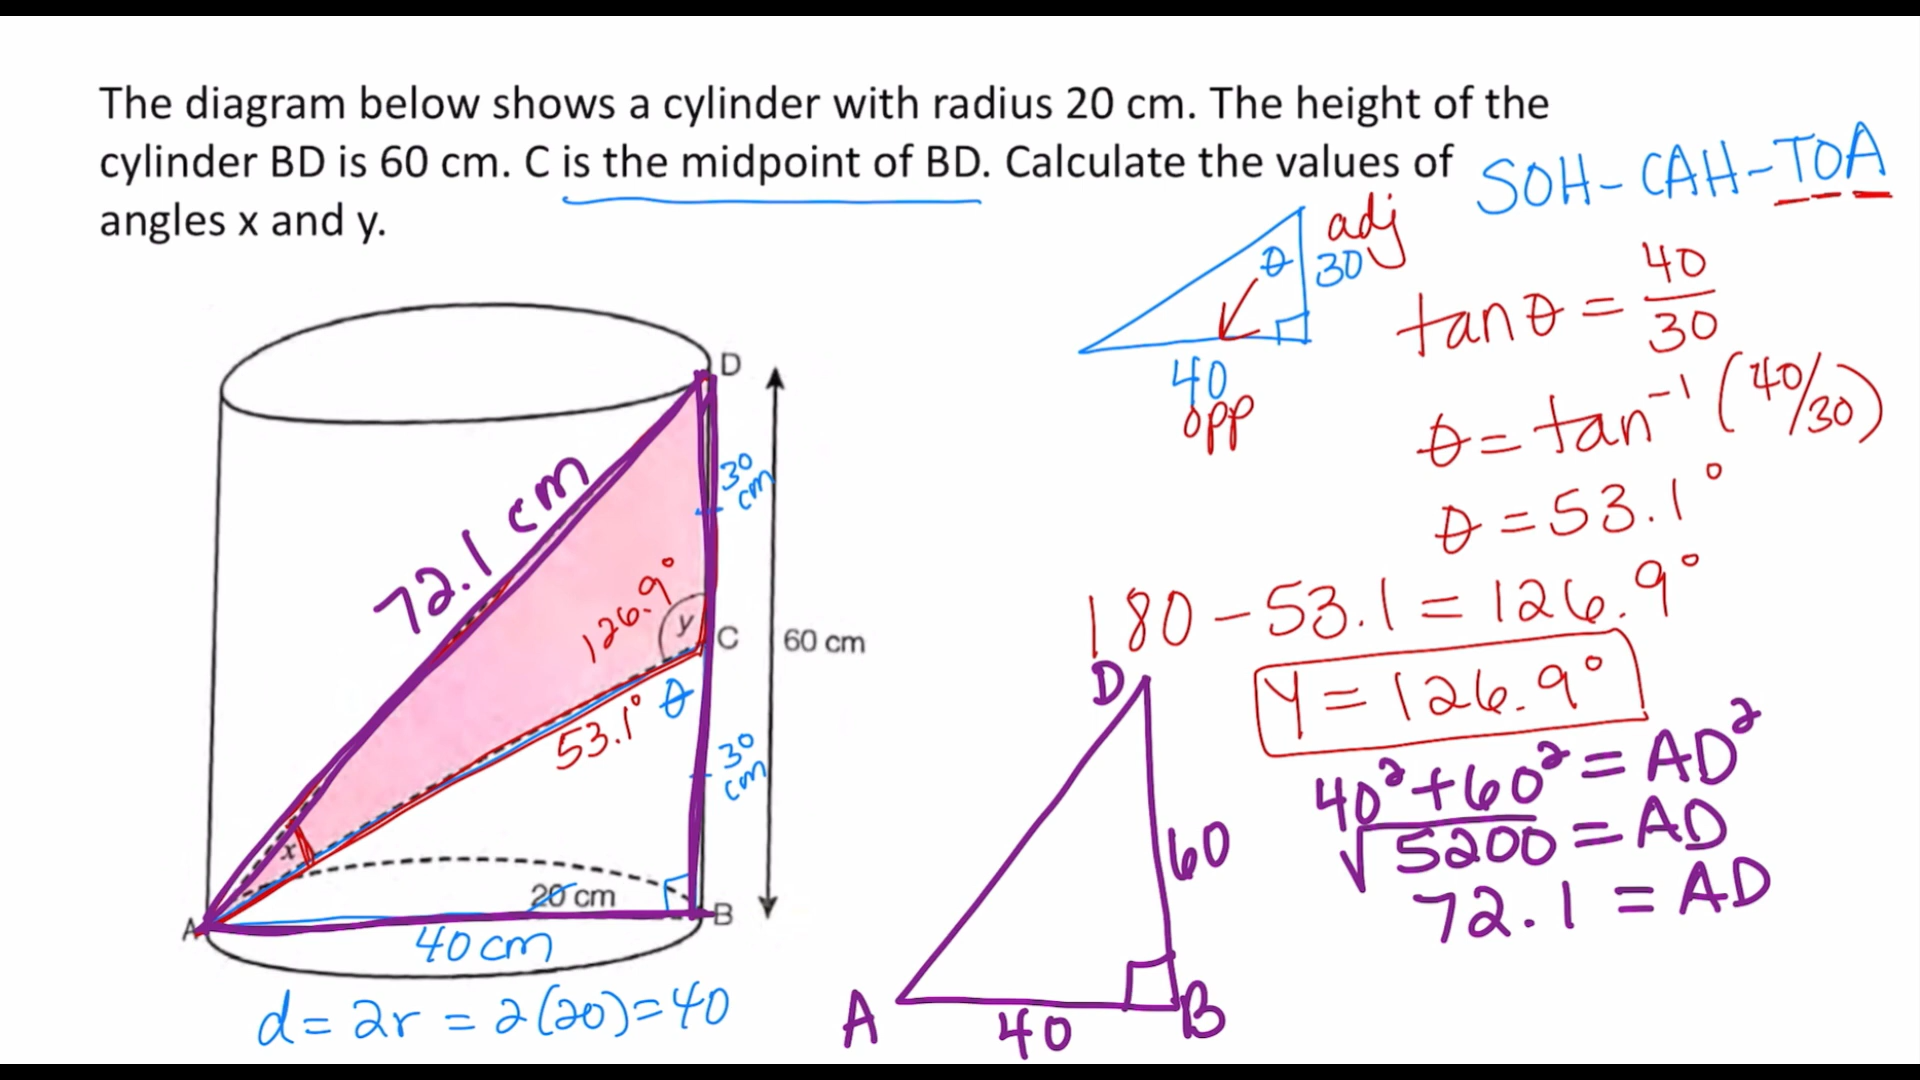 The diagram below shows a cylinder with radius 20 cm. The height of the
cylinder BD is 60 cm. C is the midpoint of BD. Calculate the values of
angles x and y.
SOH-CAH-TOA
adj
θ
30
40
opp
tan θ = 40/30
θ = tan⁻¹ (40/30)
θ = 53.1°
180 - 53.1 = 126.9°
Y = 126.9°
40² + 60² = AD²
√5200 = AD
72.1 = AD
D
30
cm
72.1 cm
126.9°
y
C
60 cm
θ
53.1°
30
cm
x
20 cm
A
B
40 cm
d = 2r = 2(20) = 40
D
60
A
B
40